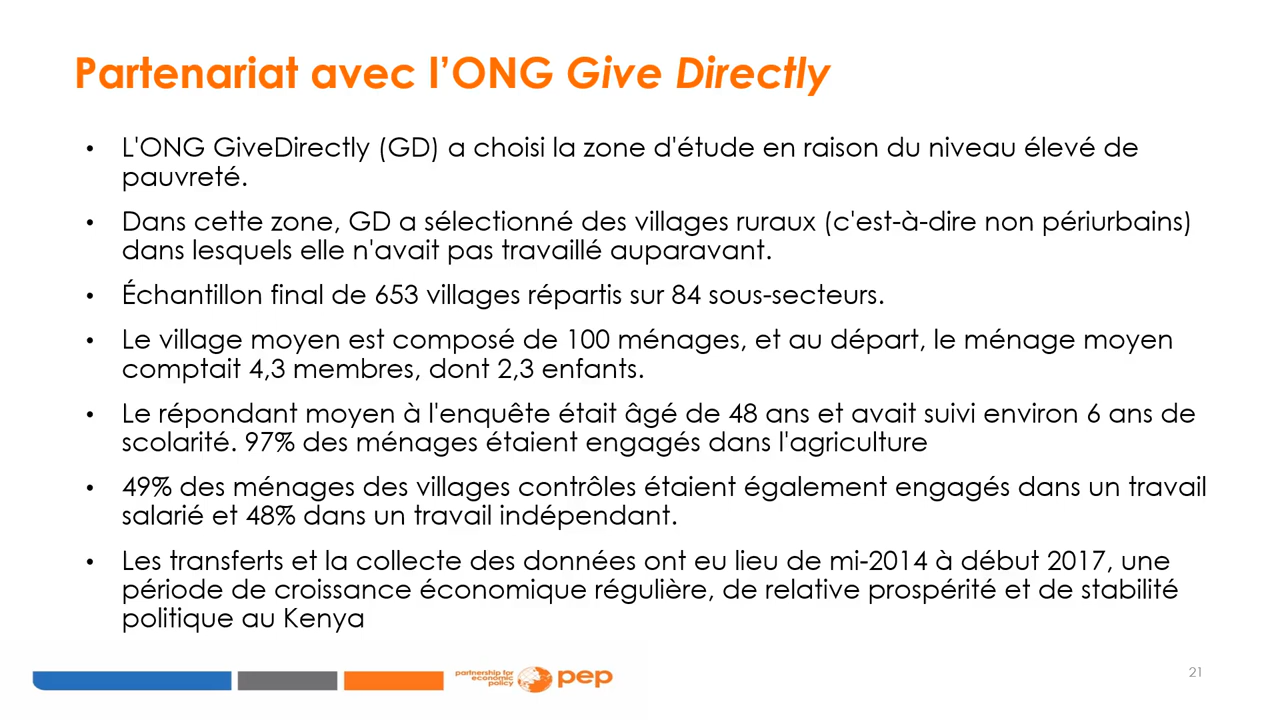 Partenariat avec l’ONG Give Directly
• L'ONG GiveDirectly (GD) a choisi la zone d'étude en raison du niveau élevé de
pauvreté.
• Dans cette zone, GD a sélectionné des villages ruraux (c'est-à-dire non périurbains)
dans lesquels elle n'avait pas travaillé auparavant.
• Échantillon final de 653 villages répartis sur 84 sous-secteurs.
• Le village moyen est composé de 100 ménages, et au départ, le ménage moyen
comptait 4,3 membres, dont 2,3 enfants.
• Le répondant moyen à l'enquête était âgé de 48 ans et avait suivi environ 6 ans de
scolarité. 97% des ménages étaient engagés dans l'agriculture
• 49% des ménages des villages contrôles étaient également engagés dans un travail
salarié et 48% dans un travail indépendant.
• Les transferts et la collecte des données ont eu lieu de mi-2014 à début 2017, une
période de croissance économique régulière, de relative prospérité et de stabilité
politique au Kenya
partnership for
economic
policy
pep
21